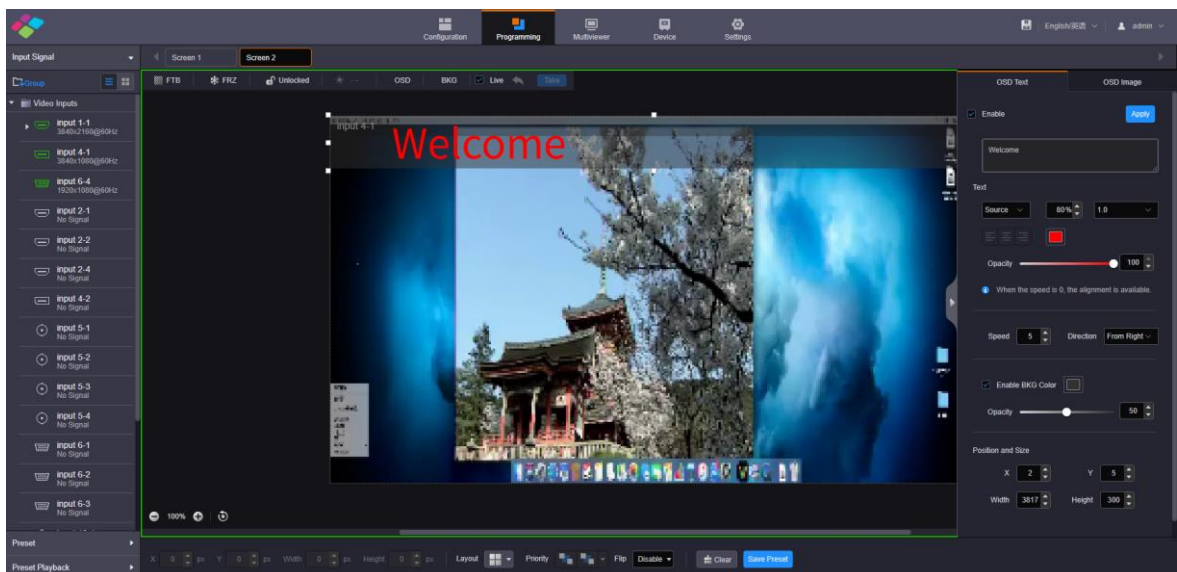 Configuration
Programming
Multiviewer
Device
Settings
English/英语
admin
Input Signal
Screen 1
Screen 2
Group
FTB
FRZ
Unlocked
OSD
BKG
Live
Take
Video Inputs
input 1-1
3840x2160@60Hz
input 4-1
3840x1080@60Hz
input 6-4
1920x1080@60Hz
input 2-1
No Signal
input 2-2
No Signal
input 2-4
No Signal
input 4-2
No Signal
input 5-1
No Signal
input 5-2
No Signal
input 5-3
No Signal
input 5-4
No Signal
input 6-1
No Signal
input 6-2
No Signal
input 6-3
No Signal
Preset
Preset Playback
Input 4-1
Welcome
100%
OSD Text
OSD Image
Enable
Apply
Welcome
Text
Source
80%
1.0
Opacity
100
When the speed is 0, the alignment is available.
Speed
5
Direction
From Right
Enable BKG Color
Opacity
50
Position and Size
X
2
Y
5
Width
3817
Height
300
X
0
px
Y
0
px
Width
0
px
Height
0
px
Layout
Priority
Flip
Disable
Clear
Save Preset